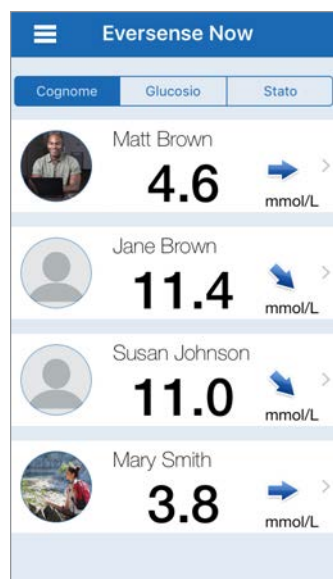 Eversense Now
Cognome Glucosio Stato
Matt Brown
4.6
mmol/L
Jane Brown
11.4
mmol/L
Susan Johnson
11.0
mmol/L
Mary Smith
3.8
mmol/L